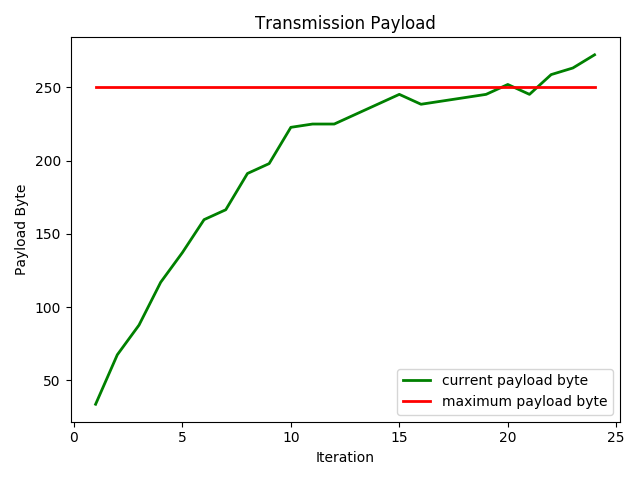 Transmission Payload
Payload Byte
250
200
150
100
50
0
5
10
15
20
25
Iteration
current payload byte
maximum payload byte